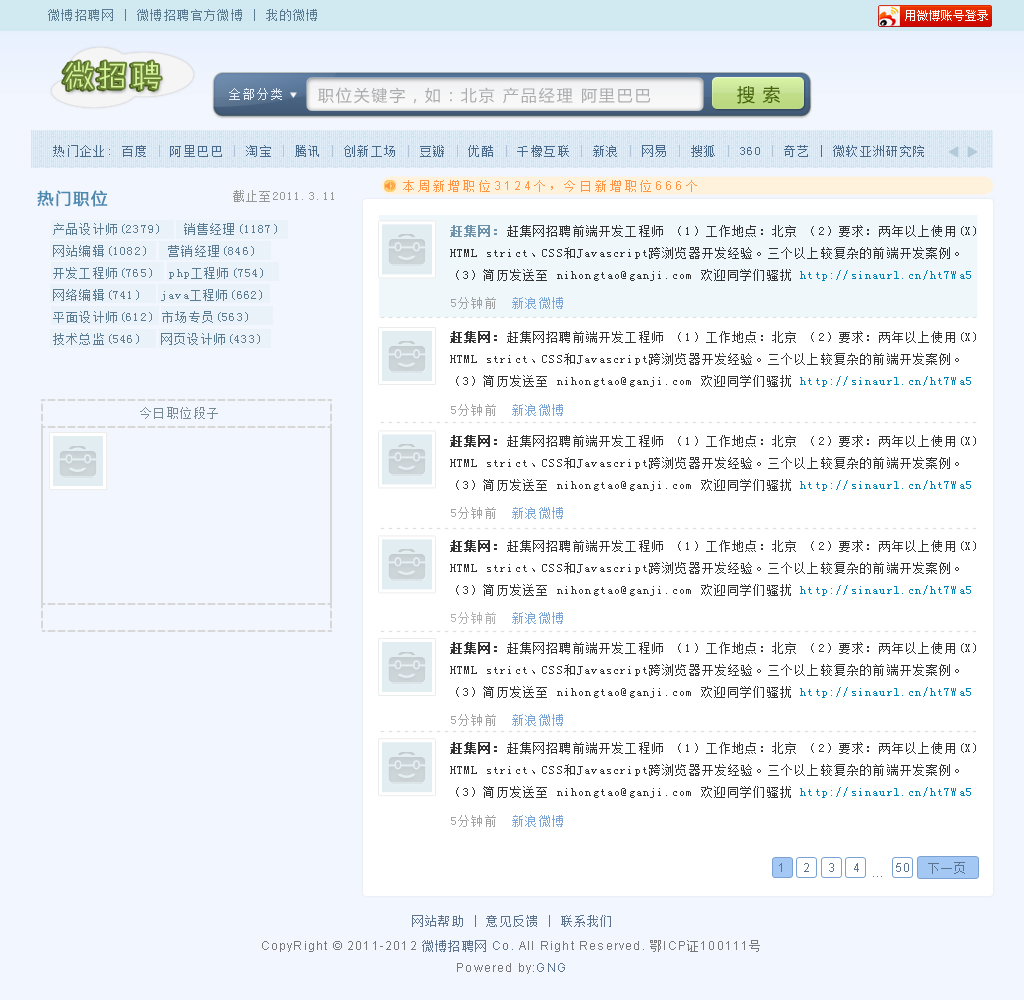 微博招聘网 | 微博招聘官方微博 | 我的微博
用微博账号登录
微招聘
全部分类
职位关键字，如：北京 产品经理 阿里巴巴
搜 索
热门企业： 百度 | 阿里巴巴 | 淘宝 | 腾讯 | 创新工场 | 豆瓣 | 优酷 | 千橡互联 | 新浪 | 网易 | 搜狐 | 360 | 奇艺 | 微软亚洲研究院
热门职位
截止至2011.3.11
产品设计师(2379) 销售经理(1187)
网站编辑(1082) 营销经理(846)
开发工程师(765) php工程师(754)
网络编辑(741) java工程师(662)
平面设计师(612) 市场专员(563)
技术总监(546) 网页设计师(433)
今日职位段子
本周新增职位3124个，今日新增职位666个
赶集网：赶集网招聘前端开发工程师 （1）工作地点：北京 （2）要求：两年以上使用(X)
HTML strict、CSS和Javascript跨浏览器开发经验。三个以上较复杂的前端开发案例。
（3）简历发送至 nihongtao@ganji.com 欢迎同学们骚扰 http://sinaurl.cn/ht7Wa5
5分钟前 新浪微博
赶集网：赶集网招聘前端开发工程师 （1）工作地点：北京 （2）要求：两年以上使用(X)
HTML strict、CSS和Javascript跨浏览器开发经验。三个以上较复杂的前端开发案例。
（3）简历发送至 nihongtao@ganji.com 欢迎同学们骚扰 http://sinaurl.cn/ht7Wa5
5分钟前 新浪微博
赶集网：赶集网招聘前端开发工程师 （1）工作地点：北京 （2）要求：两年以上使用(X)
HTML strict、CSS和Javascript跨浏览器开发经验。三个以上较复杂的前端开发案例。
（3）简历发送至 nihongtao@ganji.com 欢迎同学们骚扰 http://sinaurl.cn/ht7Wa5
5分钟前 新浪微博
赶集网：赶集网招聘前端开发工程师 （1）工作地点：北京 （2）要求：两年以上使用(X)
HTML strict、CSS和Javascript跨浏览器开发经验。三个以上较复杂的前端开发案例。
（3）简历发送至 nihongtao@ganji.com 欢迎同学们骚扰 http://sinaurl.cn/ht7Wa5
5分钟前 新浪微博
赶集网：赶集网招聘前端开发工程师 （1）工作地点：北京 （2）要求：两年以上使用(X)
HTML strict、CSS和Javascript跨浏览器开发经验。三个以上较复杂的前端开发案例。
（3）简历发送至 nihongtao@ganji.com 欢迎同学们骚扰 http://sinaurl.cn/ht7Wa5
5分钟前 新浪微博
赶集网：赶集网招聘前端开发工程师 （1）工作地点：北京 （2）要求：两年以上使用(X)
HTML strict、CSS和Javascript跨浏览器开发经验。三个以上较复杂的前端开发案例。
（3）简历发送至 nihongtao@ganji.com 欢迎同学们骚扰 http://sinaurl.cn/ht7Wa5
5分钟前 新浪微博
1 2 3 4 ... 50 下一页
网站帮助 | 意见反馈 | 联系我们
CopyRight © 2011-2012 微博招聘网 Co. All Right Reserved. 鄂ICP证100111号
Powered by:GNG